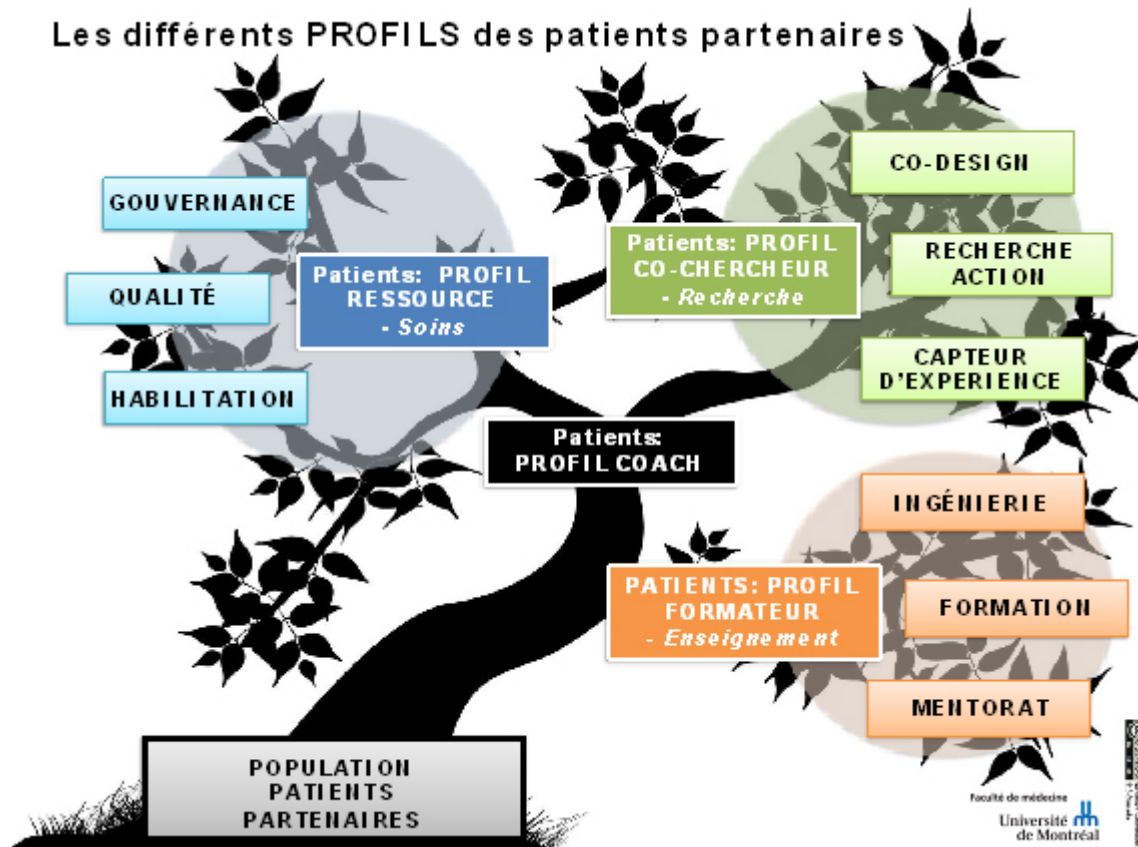 Les différents PROFILS des patients partenaires
GOUVERNANCE
QUALITÉ
HABILITATION
Patients: PROFIL
RESSOURCE
- Soins
Patients: PROFIL
CO-CHERCHEUR
- Recherche
CO-DESIGN
RECHERCHE
ACTION
CAPTEUR
D'EXPERIENCE
Patients:
PROFIL COACH
PATIENTS: PROFIL
FORMATEUR
- Enseignement
INGÉNIERIE
FORMATION
MENTORAT
POPULATION
PATIENTS
PARTENAIRES
Faculté de médecine
Université
de Montréal